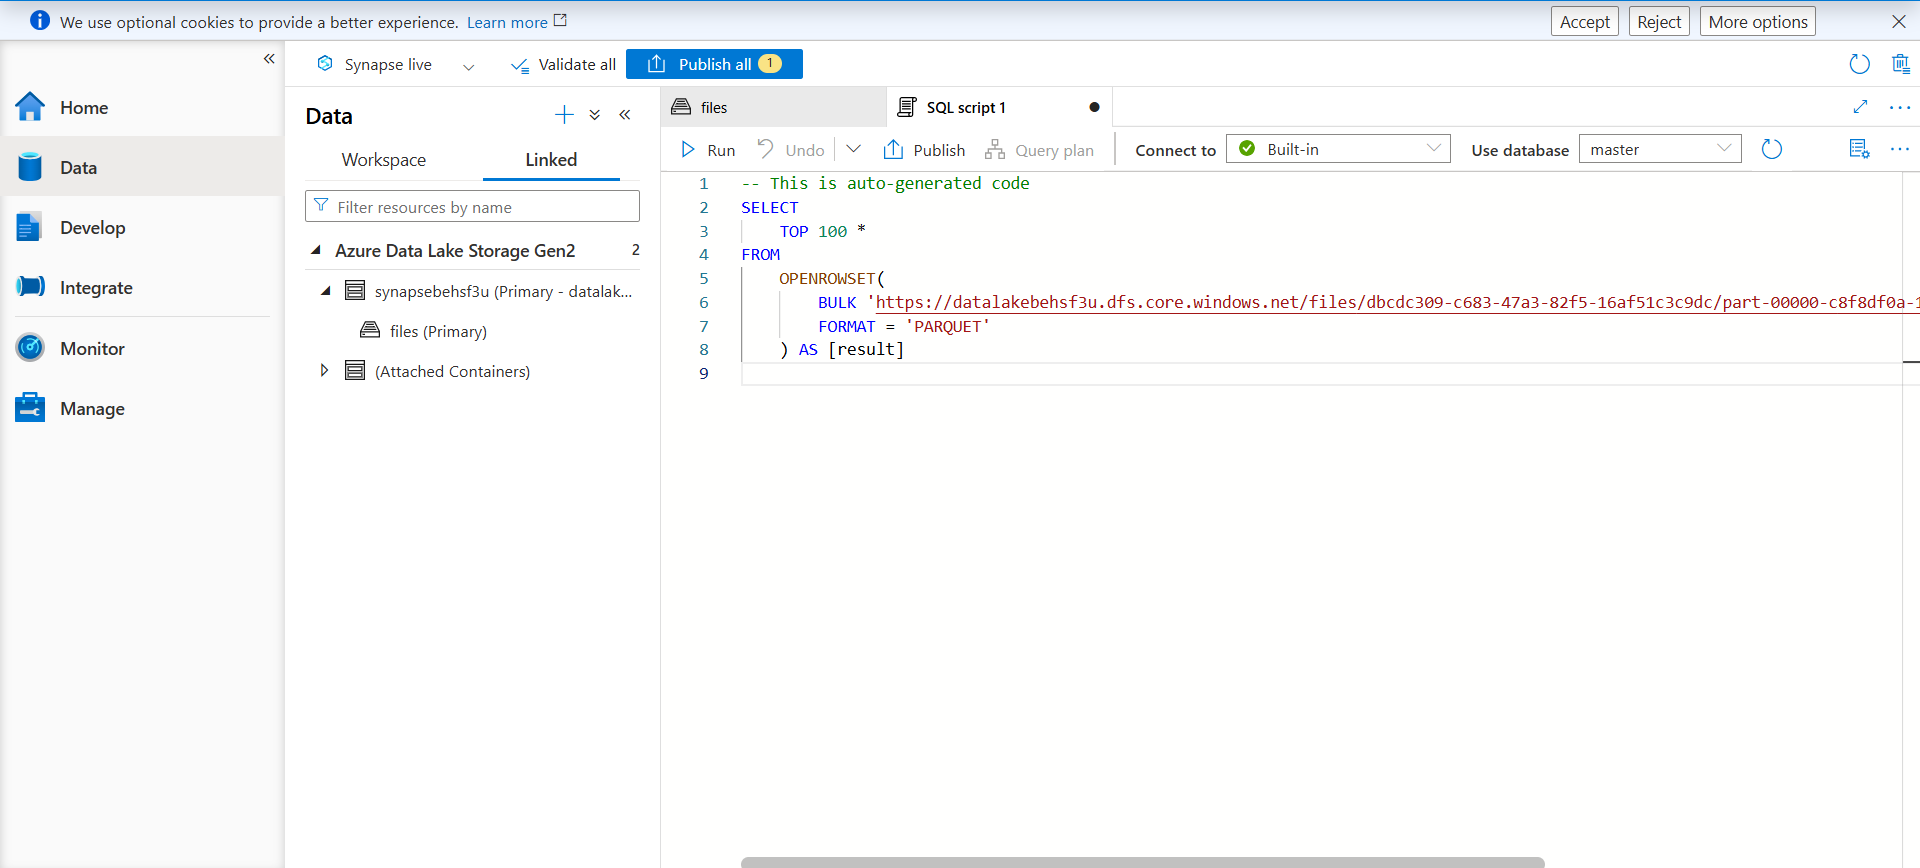 We use optional cookies to provide a better experience. Learn more
Accept
Reject
More options
Home
Data
Develop
Integrate
Monitor
Manage
Synapse live
Validate all
Publish all 1
Data
Workspace
Linked
Filter resources by name
Azure Data Lake Storage Gen2 2
synapsebehsf3u (Primary - datalak...
files (Primary)
(Attached Containers)
files
SQL script 1
Run
Undo
Publish
Query plan
Connect to
Built-in
Use database
master
1 -- This is auto-generated code
2 SELECT
3 TOP 100 *
4 FROM
5 OPENROWSET(
6 BULK 'https://datalakebehsf3u.dfs.core.windows.net/files/dbcdc309-c683-47a3-82f5-16af51c3c9dc/part-00000-c8f8df0a-1
7 FORMAT = 'PARQUET'
8 ) AS [result]
9